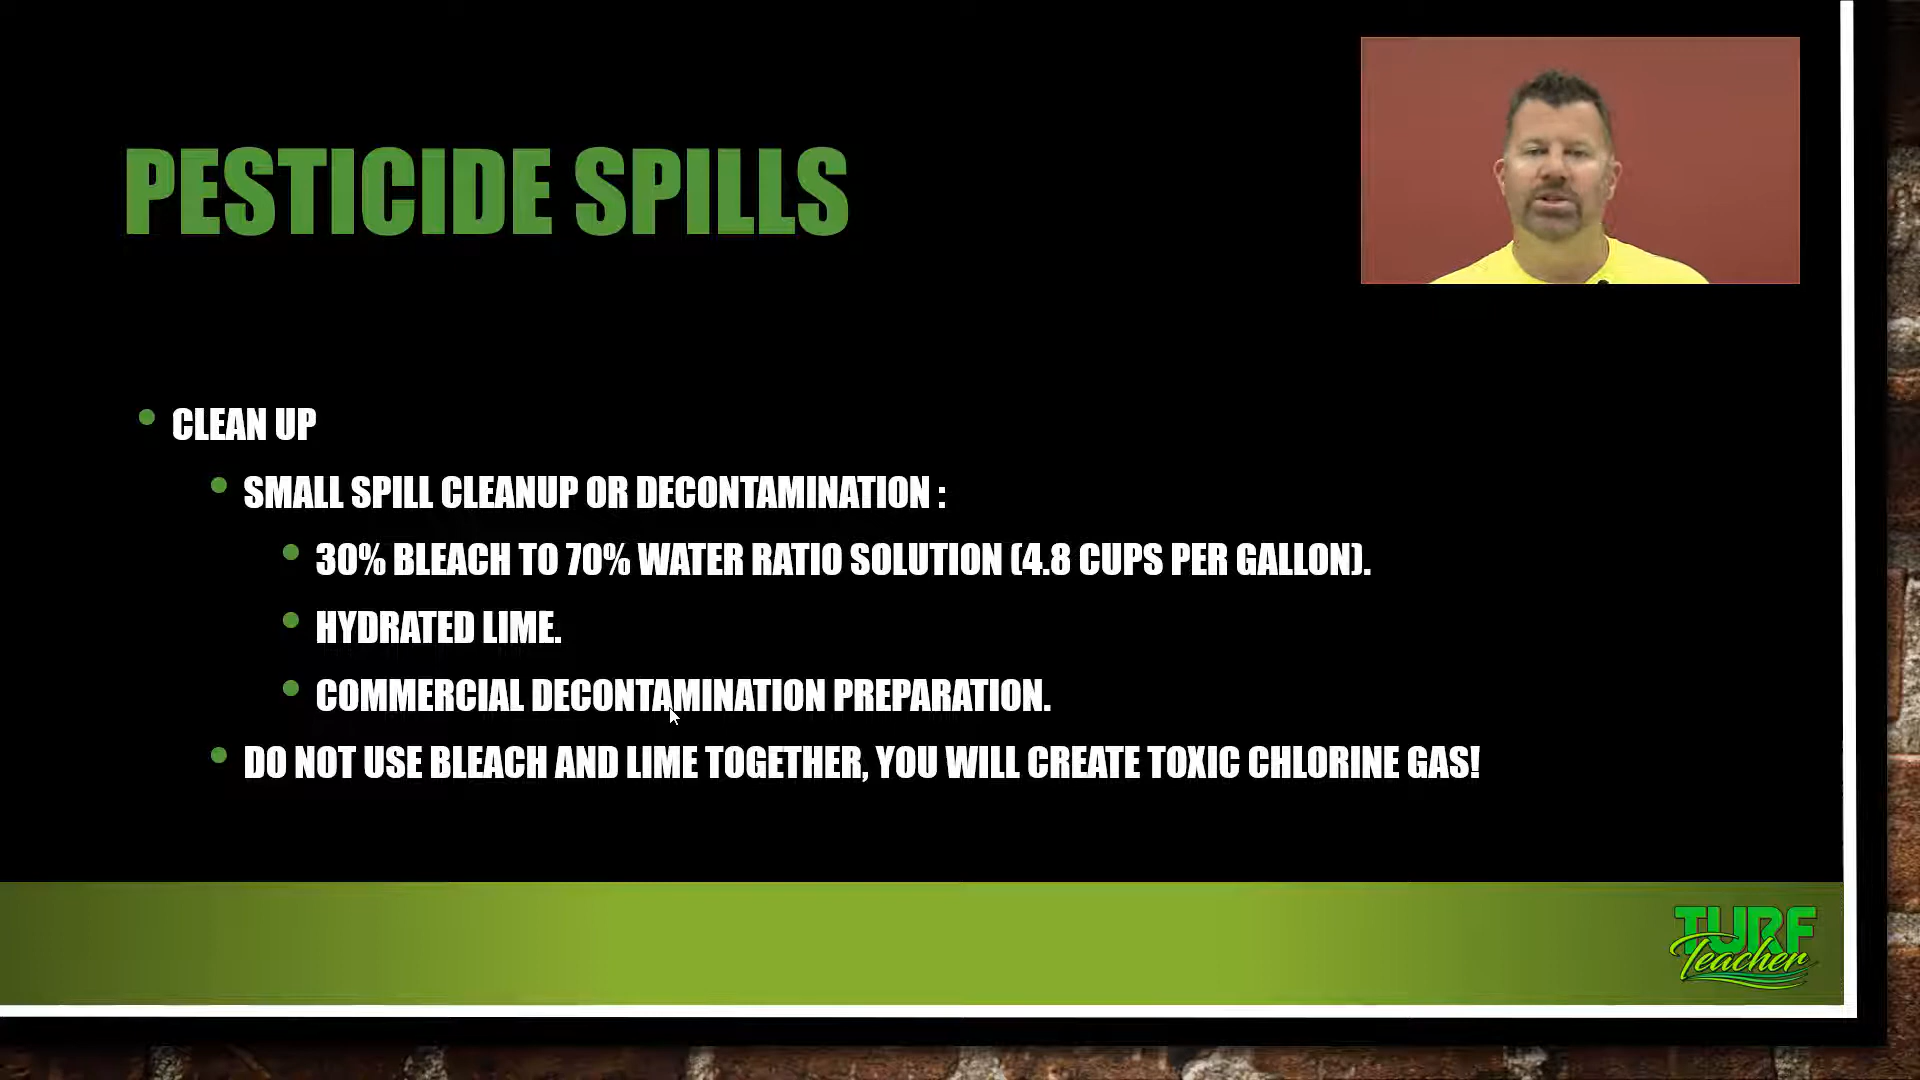 PESTICIDE SPILLS
CLEAN UP
SMALL SPILL CLEANUP OR DECONTAMINATION :
30% BLEACH TO 70% WATER RATIO SOLUTION (4.8 CUPS PER GALLON).
HYDRATED LIME.
COMMERCIAL DECONTAMINATION PREPARATION.
DO NOT USE BLEACH AND LIME TOGETHER, YOU WILL CREATE TOXIC CHLORINE GAS!
TURF
Teacher